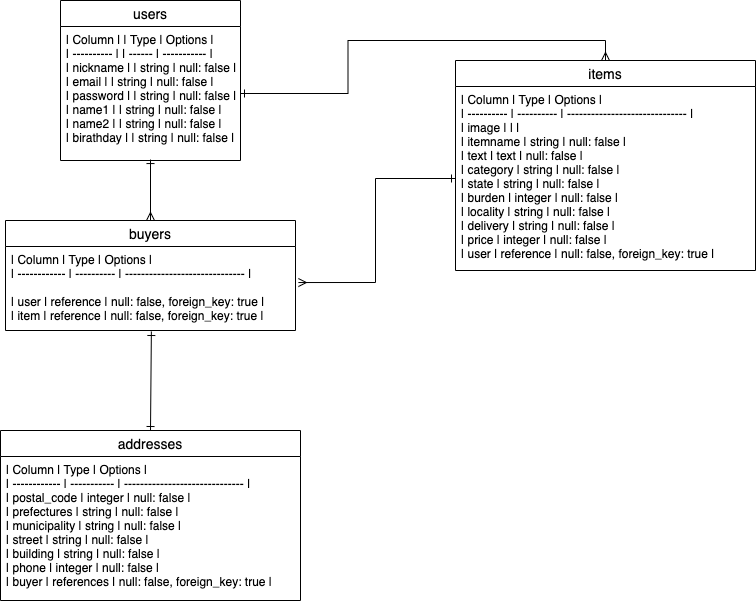 users
| Column | | Type | Options |
| ---------- | | ------ | ----------- |
| nickname | | string | null: false |
| email | | string | null: false |
| password | | string | null: false |
| name1 | | string | null: false |
| name2 | | string | null: false |
| birathday | | string | null: false |
items
| Column | Type | Options |
| ---------- | ---------- | ------------------------------ |
| image | | |
| itemname | string | null: false |
| text | text | null: false |
| category | string | null: false |
| state | string | null: false |
| burden | integer | null: false |
| locality | string | null: false |
| delivery | string | null: false |
| price | integer | null: false |
| user | reference | null: false, foreign_key: true |
buyers
| Column | Type | Options |
| ------------ | ---------- | ------------------------------ |
| user | reference | null: false, foreign_key: true |
| item | reference | null: false, foreign_key: true |
addresses
| Column | Type | Options |
| ------------ | ----------- | ------------------------------ |
| postal_code | integer | null: false |
| prefectures | string | null: false |
| municipality | string | null: false |
| street | string | null: false |
| building | string | null: false |
| phone | integer | null: false |
| buyer | references | null: false, foreign_key: true |